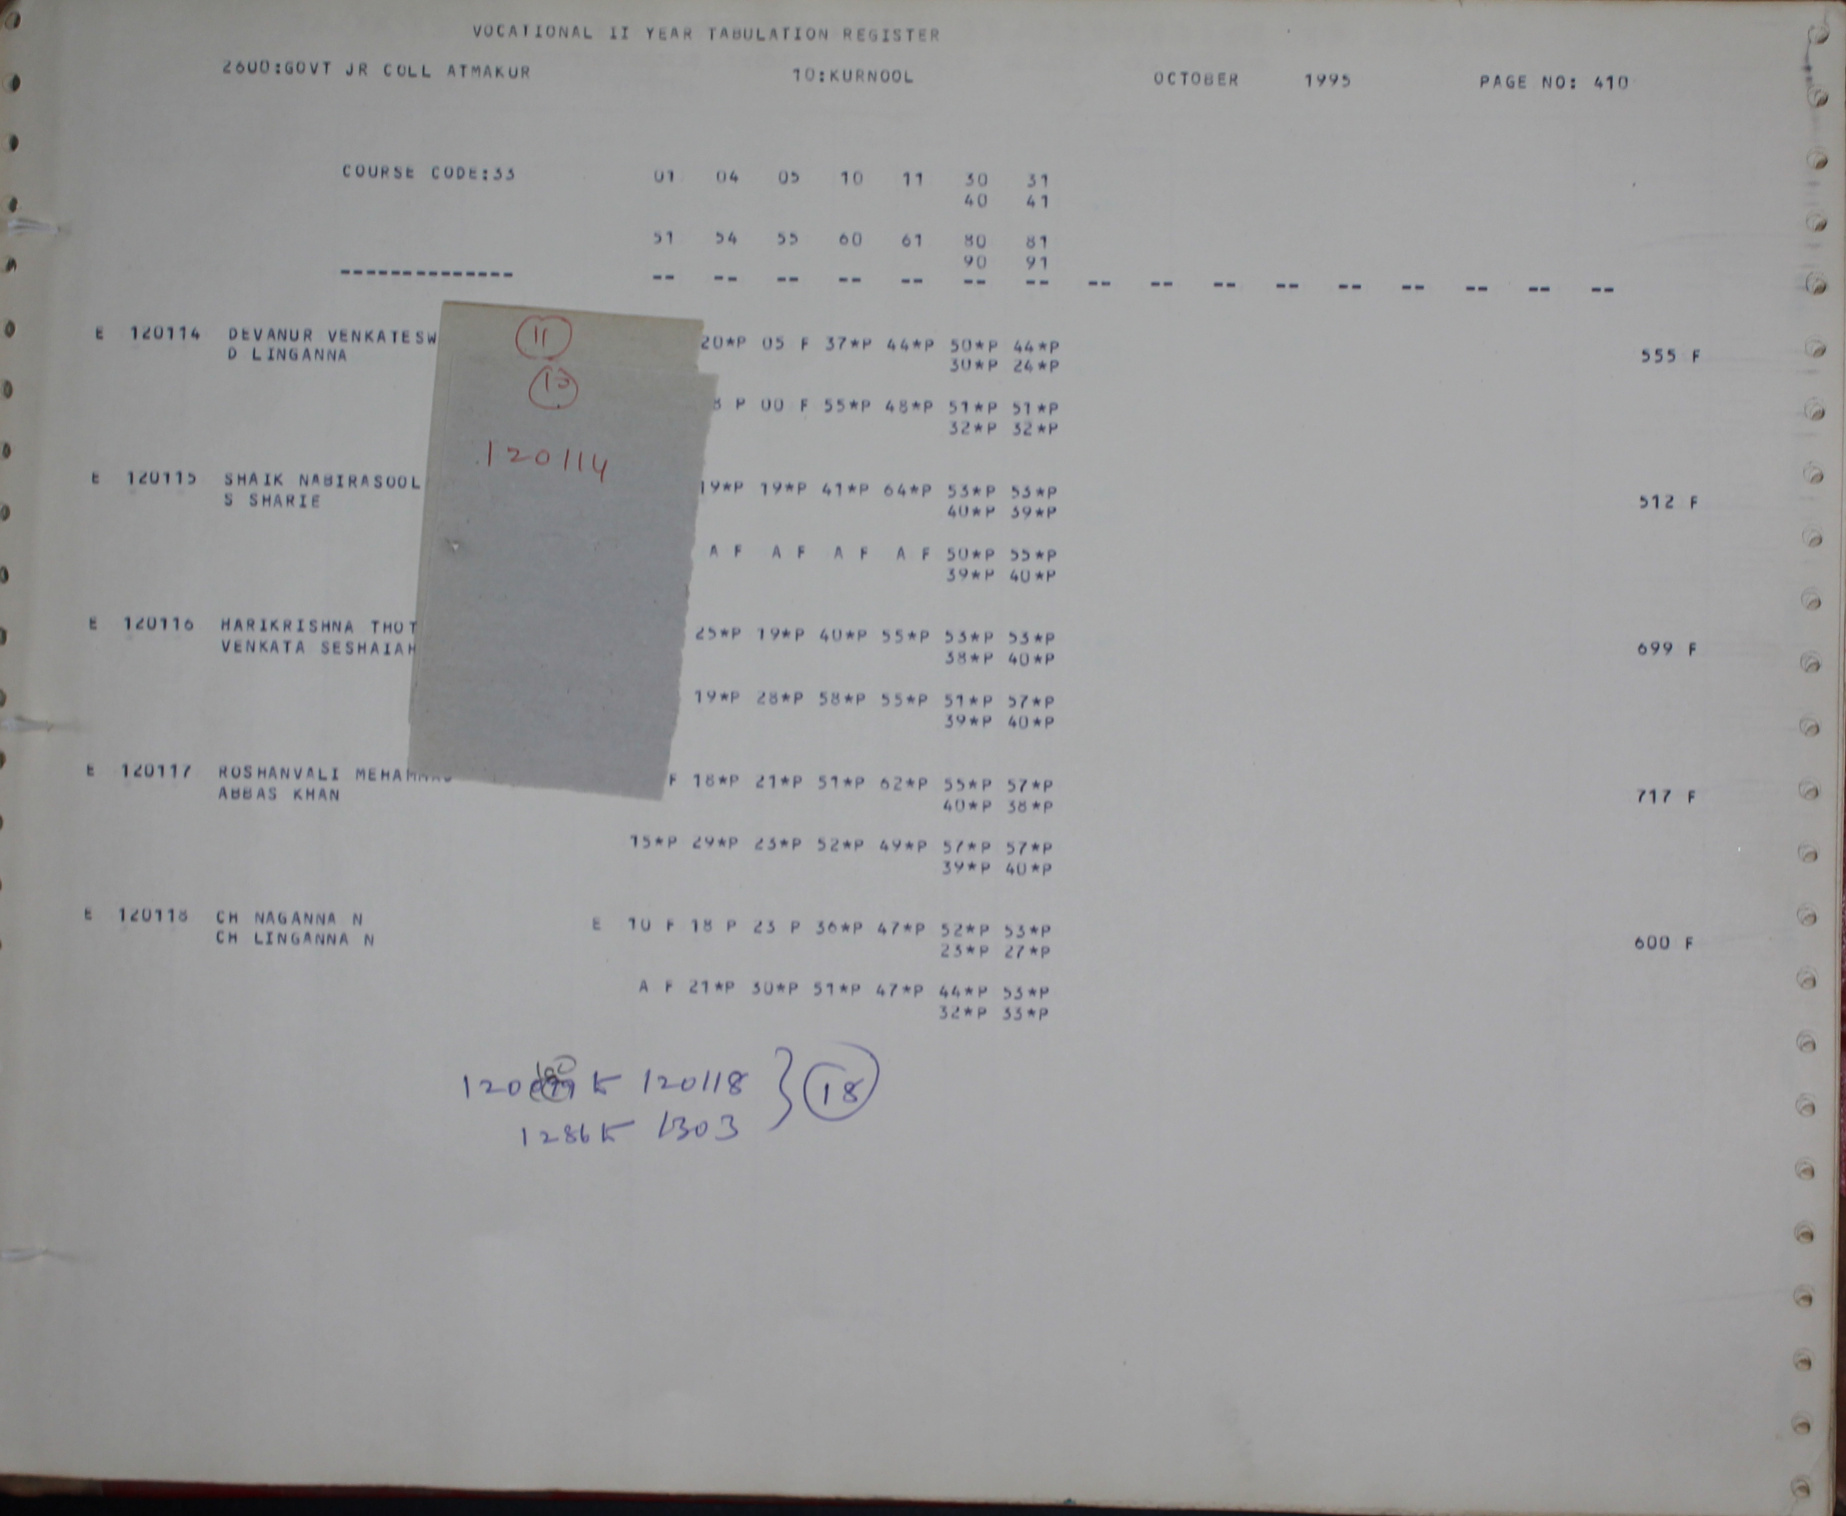 VOCATIONAL II YEAR TABULATION REGISTER
2600:GOVT JR COLL ATMAKUR 10:KURNOOL OCTOBER 1995 PAGE NO: 410
COURSE CODE:33 01 04 05 10 11 30 31
40 41
51 54 55 60 61 80 81
90 91
-------------- -- -- -- -- -- -- -- -- -- -- -- -- -- -- -- --
E 120114 DEVANUR VENKATESW 20*P 05 F 37*P 44*P 50*P 44*P
D LINGANNA 30*P 24*P 555 F
8 P 00 F 55*P 48*P 51*P 51*P
32*P 32*P
11
10
120114
E 120115 SHAIK NABIRASOOL 19*P 19*P 41*P 64*P 53*P 53*P
S SHARIE 40*P 39*P 512 F
A F A F A F A F 50*P 55*P
39*P 40*P
E 120116 HARIKRISHNA THOT 25*P 19*P 40*P 55*P 53*P 53*P
VENKATA SESHAIAH 38*P 40*P 699 F
19*P 28*P 58*P 55*P 51*P 57*P
39*P 40*P
E 120117 ROSHANVALI MEHAMMAD F 18*P 21*P 51*P 62*P 55*P 57*P
ABBAS KHAN 40*P 38*P 717 F
15*P 29*P 23*P 52*P 49*P 57*P 57*P
39*P 40*P
E 120118 CH NAGANNA N E 10 F 18 P 23 P 36*P 47*P 52*P 53*P
CH LINGANNA N 23*P 27*P 600 F
A F 21*P 30*P 51*P 47*P 44*P 53*P
32*P 33*P
120118 } 18
1286 1303